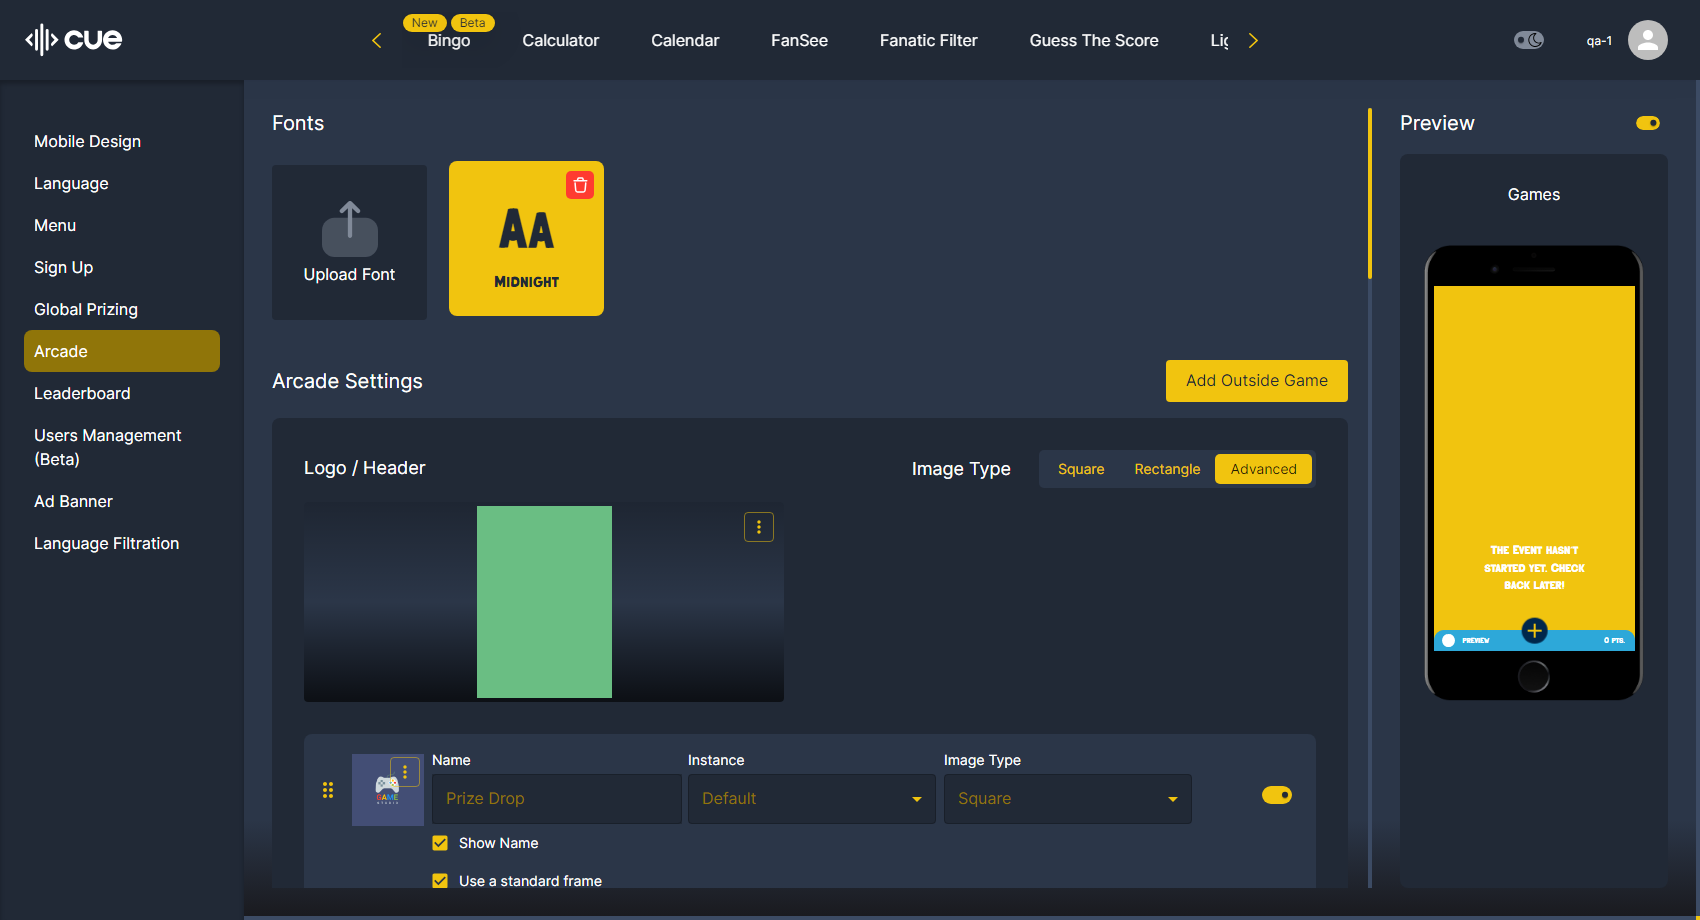 cue
New
Beta
Bingo
Calculator
Calendar
FanSee
Fanatic Filter
Guess The Score
qa-1
Mobile Design
Language
Menu
Sign Up
Global Prizing
Arcade
Leaderboard
Users Management
(Beta)
Ad Banner
Language Filtration
Fonts
Upload Font
AA
MIDNIGHT
Arcade Settings
Add Outside Game
Logo / Header
Image Type
Square
Rectangle
Advanced
Name
Instance
Image Type
GAME
STUDIO
Prize Drop
Default
Square
Show Name
Use a standard frame
Preview
Games
THE EVENT HASN'T
STARTED YET. CHECK
BACK LATER!
PREVIEW
0 PTS.